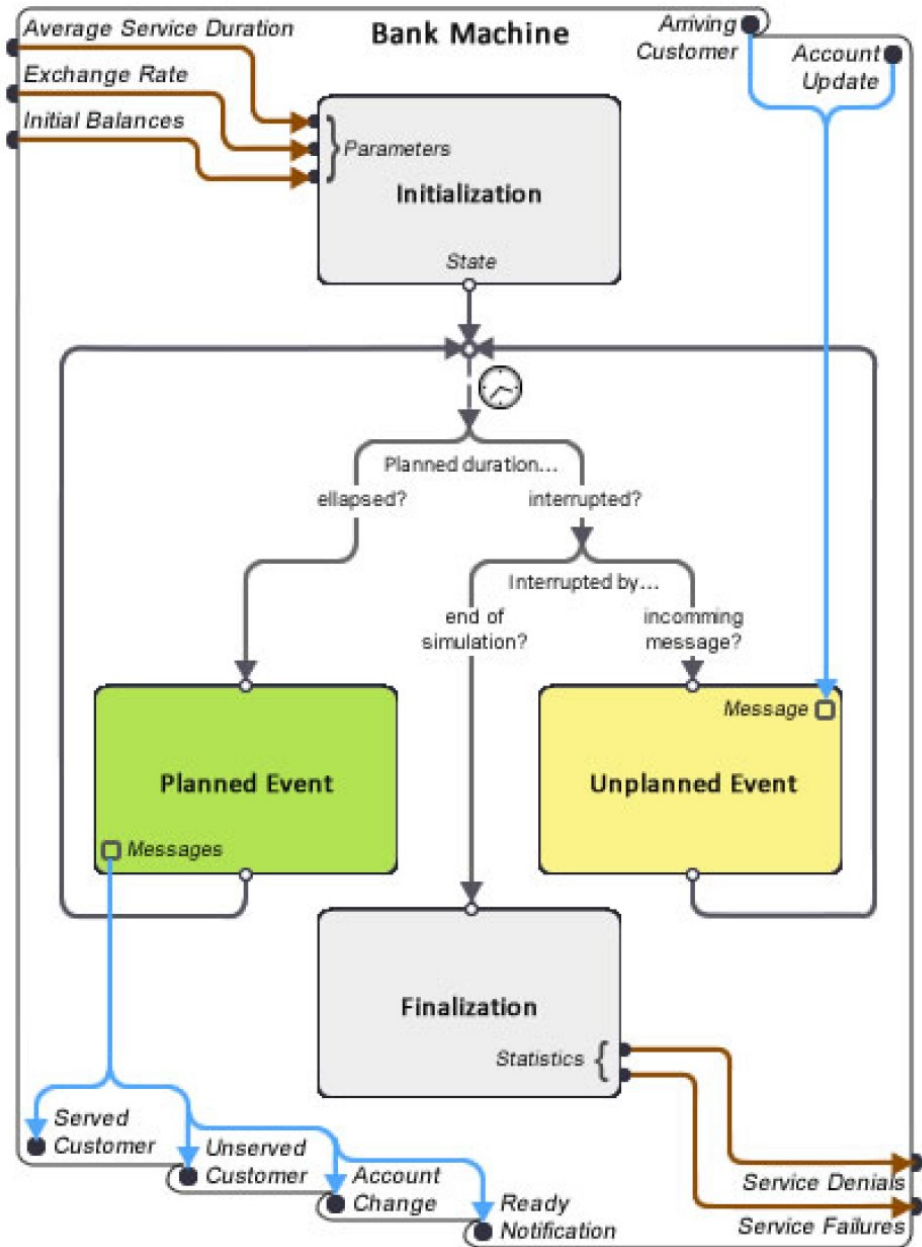 Average Service Duration
Bank Machine
Arriving
Customer
Account
Update
Exchange Rate
Initial Balances
} Parameters
Initialization
State
Planned duration...
ellapsed?
interrupted?
Interrupted by...
end of
simulation?
incomming
message?
Message
Planned Event
Unplanned Event
Messages
Finalization
Statistics {
Served
Customer
Unserved
Customer
Account
Change
Ready
Notification
Service Denials
Service Failures